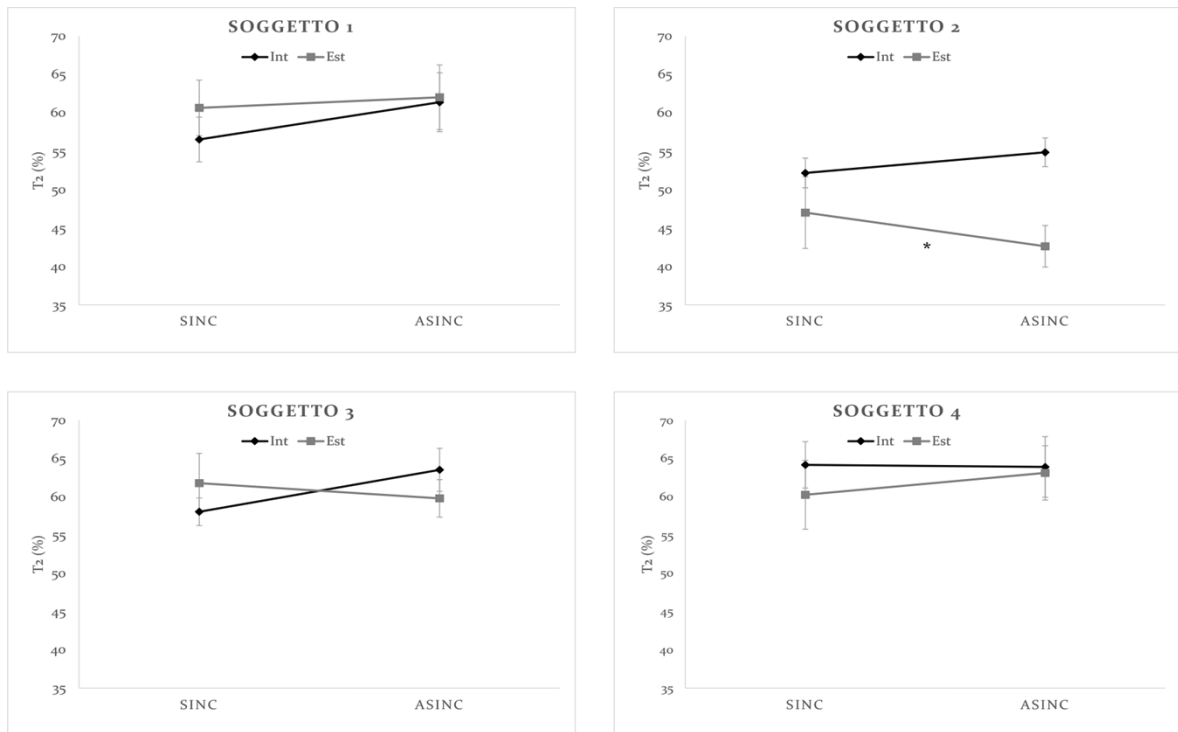 SOGGETTO 1
Int Est
70
65
60
55
50
45
40
35
T2 (%)
SINC ASINC
SOGGETTO 2
Int Est
70
65
60
55
50
45
40
35
T2 (%)
*
SINC ASINC
SOGGETTO 3
Int Est
70
65
60
55
50
45
40
35
T2 (%)
SINC ASINC
SOGGETTO 4
Int Est
70
65
60
55
50
45
40
35
T2 (%)
SINC ASINC